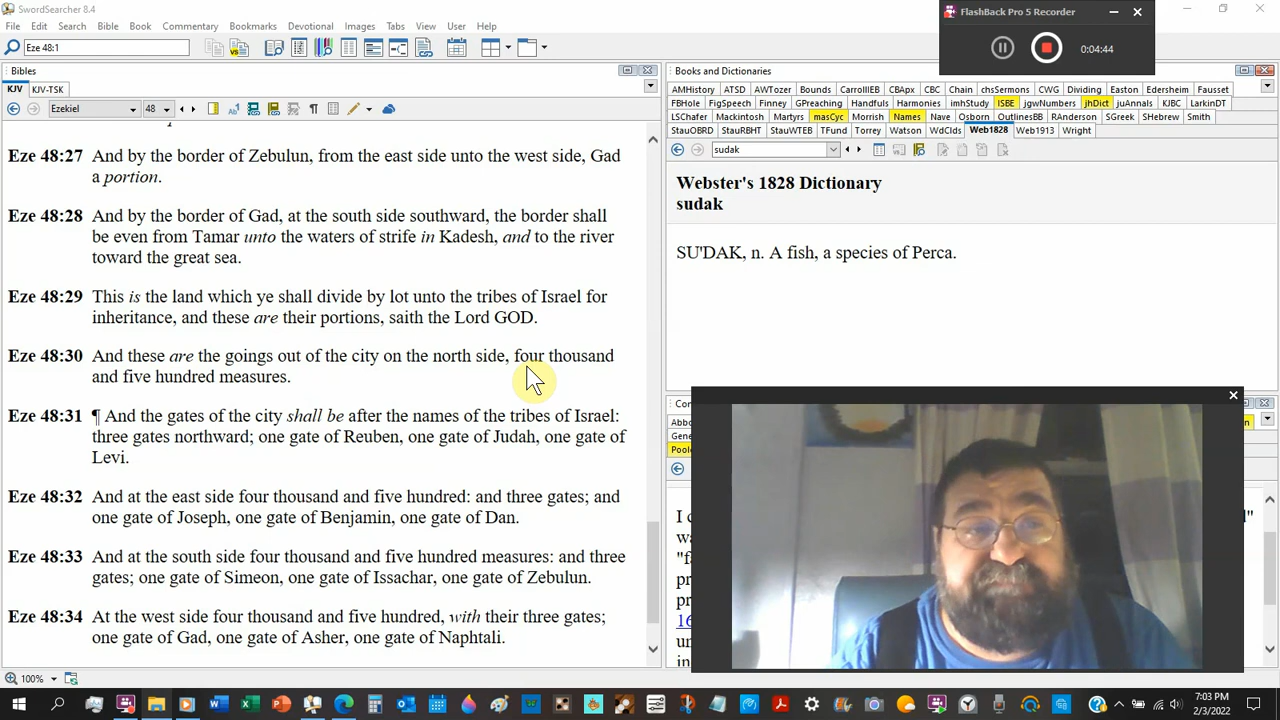 SwordSearcher 8.4
File Edit Search Bible Book Commentary Bookmarks Devotional Images Tabs View User Help
FlashBack Pro 5 Recorder
0:04:44
Eze 48:1
Bibles
KJV KJV-TSK
Ezekiel 48
Eze 48:27 And by the border of Zebulun, from the east side unto the west side, Gad
a portion.
Eze 48:28 And by the border of Gad, at the south side southward, the border shall
be even from Tamar unto the waters of strife in Kadesh, and to the river
toward the great sea.
Eze 48:29 This is the land which ye shall divide by lot unto the tribes of Israel for
inheritance, and these are their portions, saith the Lord GOD.
Eze 48:30 And these are the goings out of the city on the north side, four thousand
and five hundred measures.
Eze 48:31 ¶ And the gates of the city shall be after the names of the tribes of Israel:
three gates northward; one gate of Reuben, one gate of Judah, one gate of
Levi.
Eze 48:32 And at the east side four thousand and five hundred: and three gates; and
one gate of Joseph, one gate of Benjamin, one gate of Dan.
Eze 48:33 And at the south side four thousand and five hundred measures: and three
gates; one gate of Simeon, one gate of Issachar, one gate of Zebulun.
Eze 48:34 At the west side four thousand and five hundred, with their three gates;
one gate of Gad, one gate of Asher, one gate of Naphtali.
100%
Books and Dictionaries
AMHistory ATSD AWTozer Bounds CarrollIEB CBApx CBC Chain chsSermons CWG Dividing Easton Edersheim Fausset
FBHole FigSpeech Finney GPreaching Handfuls Harmonies imhStudy ISBE jgwNumbers jhDict juAnnals KJBC LarkinDT
LSChafer Mackintosh Martyrs masCyc Morrish Names Nave Osborn OutlinesBB RAnderson SGreek SHebrew Smith
StauOBRD StauRBHT StauWTEB TFund Torrey Watson WdClds Web1828 Web1913 Wright
sudak
Webster's 1828 Dictionary
sudak
SU'DAK, n. A fish, a species of Perca.
7:03 PM
2/3/2022